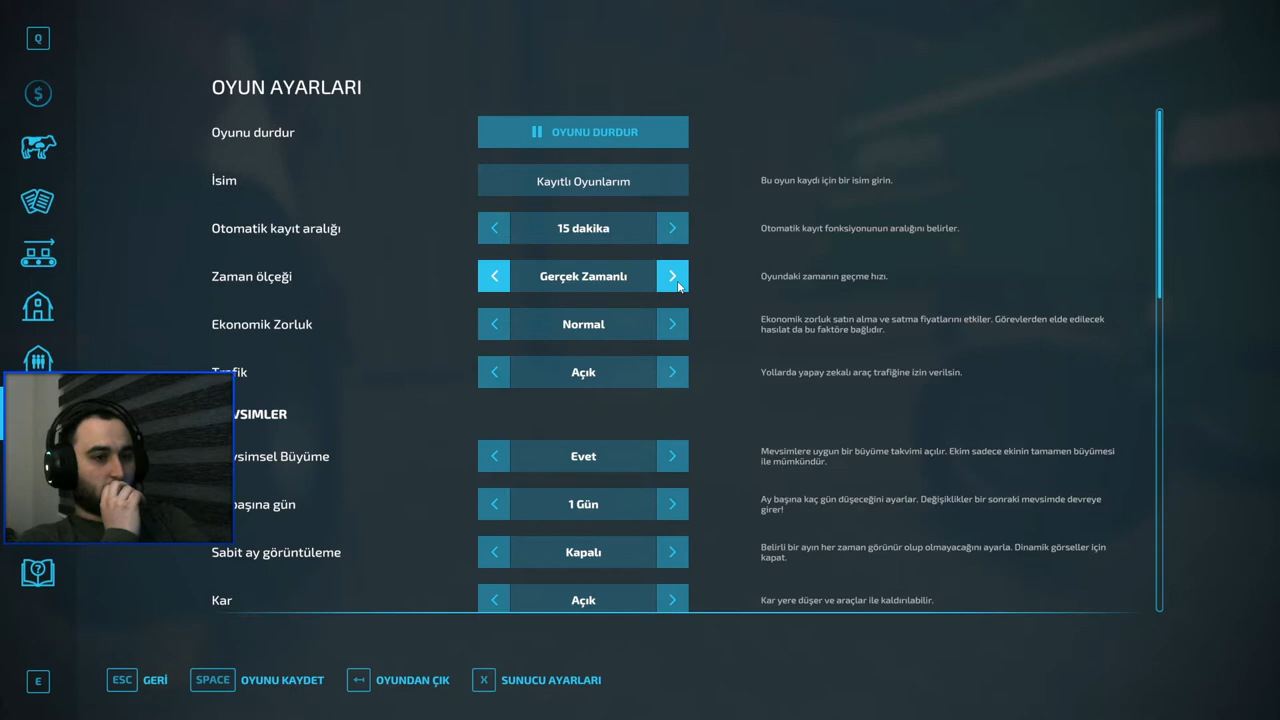 Q
OYUN AYARLARI
Oyunu durdur
OYUNU DURDUR
İsim
Kayıtlı Oyunlarım
Bu oyun kaydı için bir isim girin.
Otomatik kayıt aralığı
15 dakika
Otomatik kayıt fonksiyonunun aralığını belirler.
Zaman ölçeği
Gerçek Zamanlı
Oyundaki zamanın geçme hızı.
Ekonomik Zorluk
Normal
Ekonomik zorluk satın alma ve satma fiyatlarını etkiler. Görevlerden elde edilecek
hasılat da bu faktöre bağlıdır.
Açık
Yollarda yapay zekalı araç trafiğine izin verilsin.
Evet
Mevsimlere uygun bir büyüme takvimi açılır. Ekim sadece ekinin tamamen büyümesi
ile mümkündür.
Büyüme
başına gün
1 Gün
Ay başına kaç gün düşeceğini ayarlar. Değişiklikler bir sonraki mevsimde devreye
girer!
Sabit ay görüntüleme
Kapalı
Belirli bir ayın her zaman görünür olup olmayacağını ayarla. Dinamik görseller için
kapat.
Kar
Açık
Kar yere düşer ve araçlar ile kaldırılabilir.
E
ESC GERİ SPACE OYUNU KAYDET OYUNDAN ÇIK X SUNUCU AYARLARI